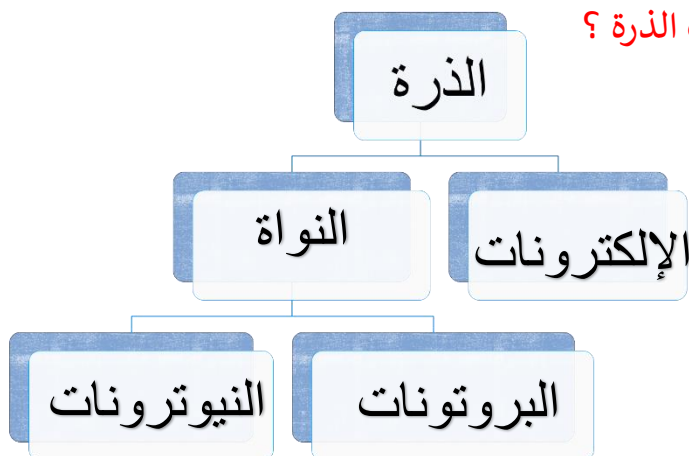 الذرة ؟
الذرة
الإلكترونات
النواة
البروتونات
النيوترونات